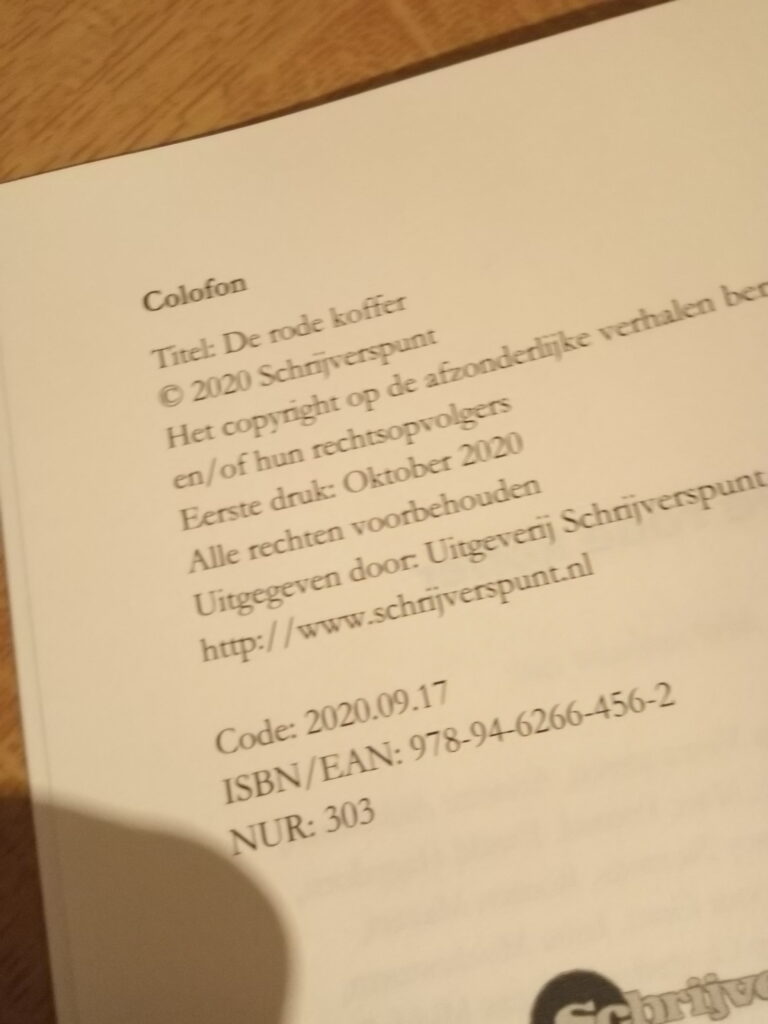 Colofon
Titel: De rode koffer
© 2020 Schrijverspunt
Het copyright op de afzonderlijke verhalen
en/of hun rechtsopvolgers
Eerste druk: Oktober 2020
Alle rechten voorbehouden
Uitgegeven door: Uitgeverij Schrijverspunt
http://www.schrijverspunt.nl
Code: 2020.09.17
ISBN/EAN: 978-94-6266-456-2
NUR: 303